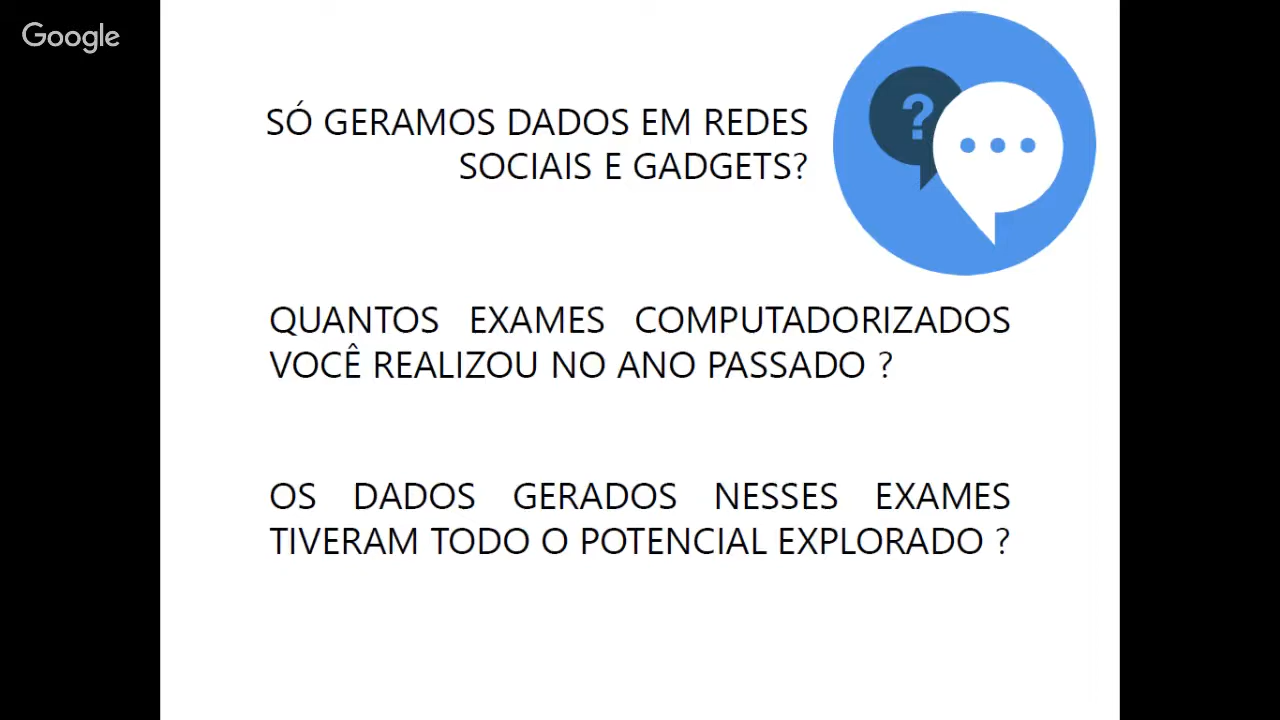 Google
SÓ GERAMOS DADOS EM REDES
SOCIAIS E GADGETS?
?
QUANTOS EXAMES COMPUTADORIZADOS
VOCÊ REALIZOU NO ANO PASSADO ?
OS DADOS GERADOS NESSES EXAMES
TIVERAM TODO O POTENCIAL EXPLORADO ?